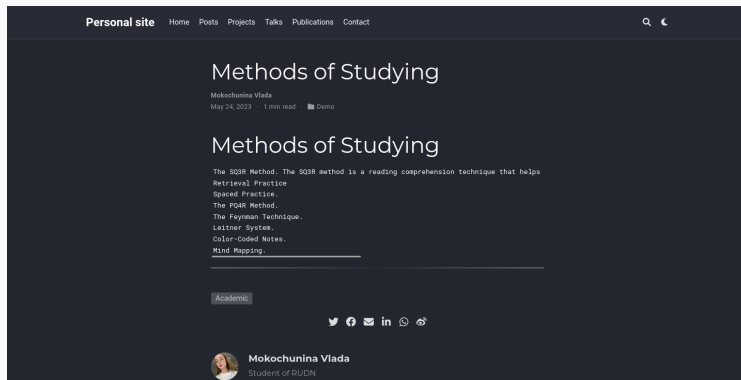 Personal site Home Posts Projects Talks Publications Contact
Methods of Studying
Mokochunina Vlada
May 24, 2023 · 1 min read · Demo
Methods of Studying
The SQ3R Method. The SQ3R method is a reading comprehension technique that helps
Retrieval Practice
Spaced Practice.
The PQ4R Method.
The Feynman Technique.
Leitner System.
Color-Coded Notes.
Mind Mapping.
Academic
Mokochunina Vlada
Student of RUDN